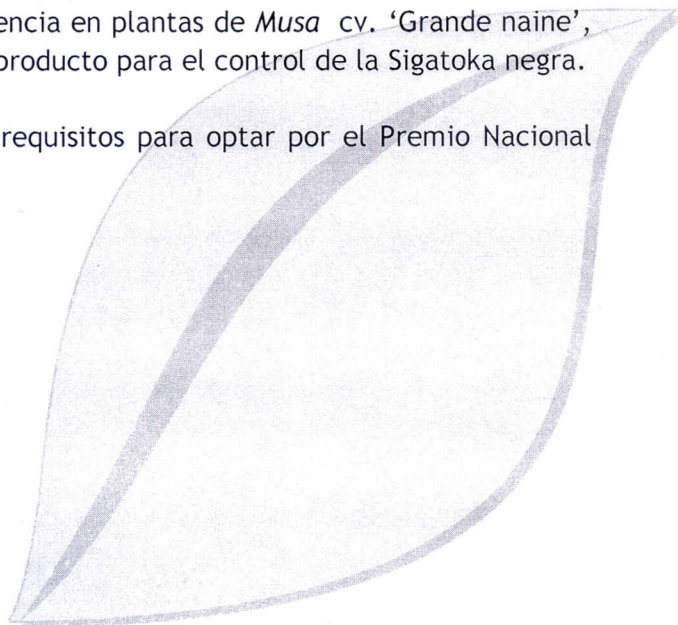 encia en plantas de Musa cv. ‘Grande naine’,
producto para el control de la Sigatoka negra.
requisitos para optar por el Premio Nacional